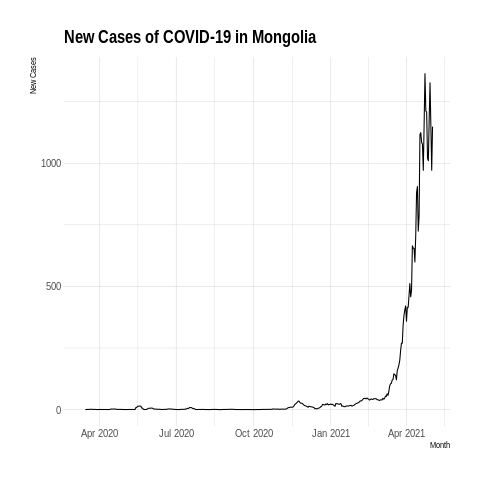 New Cases of COVID-19 in Mongolia
New Cases
1000
500
0
Apr 2020 Jul 2020 Oct 2020 Jan 2021 Apr 2021
Month